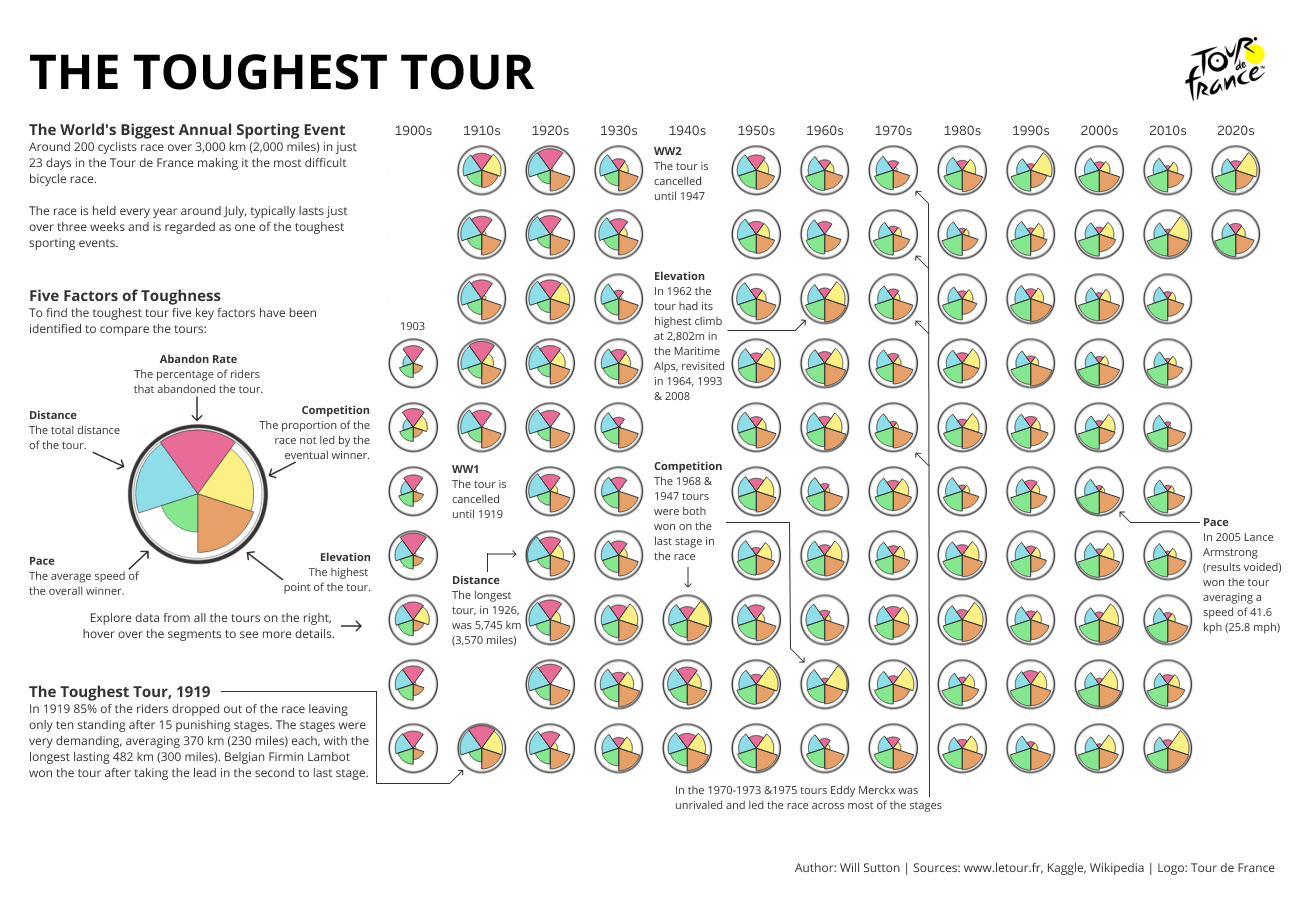 THE TOUGHEST TOUR
TOUR
de
france
TM
The World's Biggest Annual Sporting Event
Around 200 cyclists race over 3,000 km (2,000 miles) in just
23 days in the Tour de France making it the most difficult
bicycle race.
The race is held every year around July, typically lasts just
over three weeks and is regarded as one of the toughest
sporting events.
Five Factors of Toughness
To find the toughest tour five key factors have been
identified to compare the tours:
Abandon Rate
The percentage of riders
that abandoned the tour.
Distance
The total distance
of the tour.
Competition
The proportion of the
race not led by the
eventual winner.
Pace
The average speed of
the overall winner.
Elevation
The highest
point of the tour.
Explore data from all the tours on the right,
hover over the segments to see more details.
The Toughest Tour, 1919
In 1919 85% of the riders dropped out of the race leaving
only ten standing after 15 punishing stages. The stages were
very demanding, averaging 370 km (230 miles) each, with the
longest lasting 482 km (300 miles). Belgian Firmin Lambot
won the tour after taking the lead in the second to last stage.
1900s 1910s 1920s 1930s 1940s 1950s 1960s 1970s 1980s 1990s 2000s 2010s 2020s
1903
WW1
The tour is
cancelled
until 1919
Distance
The longest
tour, in 1926,
was 5,745 km
(3,570 miles)
WW2
The tour is
cancelled
until 1947
Elevation
In 1962 the
tour had its
highest climb
at 2,802m in
the Maritime
Alps, revisited
in 1964, 1993
& 2008
Competition
The 1968 &
1947 tours
were both
won on the
last stage in
the race
In the 1970-1973 &1975 tours Eddy Merckx was
unrivaled and led the race across most of the stages
Pace
In 2005 Lance
Armstrong
(results voided)
won the tour
averaging a
speed of 41.6
kph (25.8 mph)
Author: Will Sutton | Sources: www.letour.fr, Kaggle, Wikipedia | Logo: Tour de France